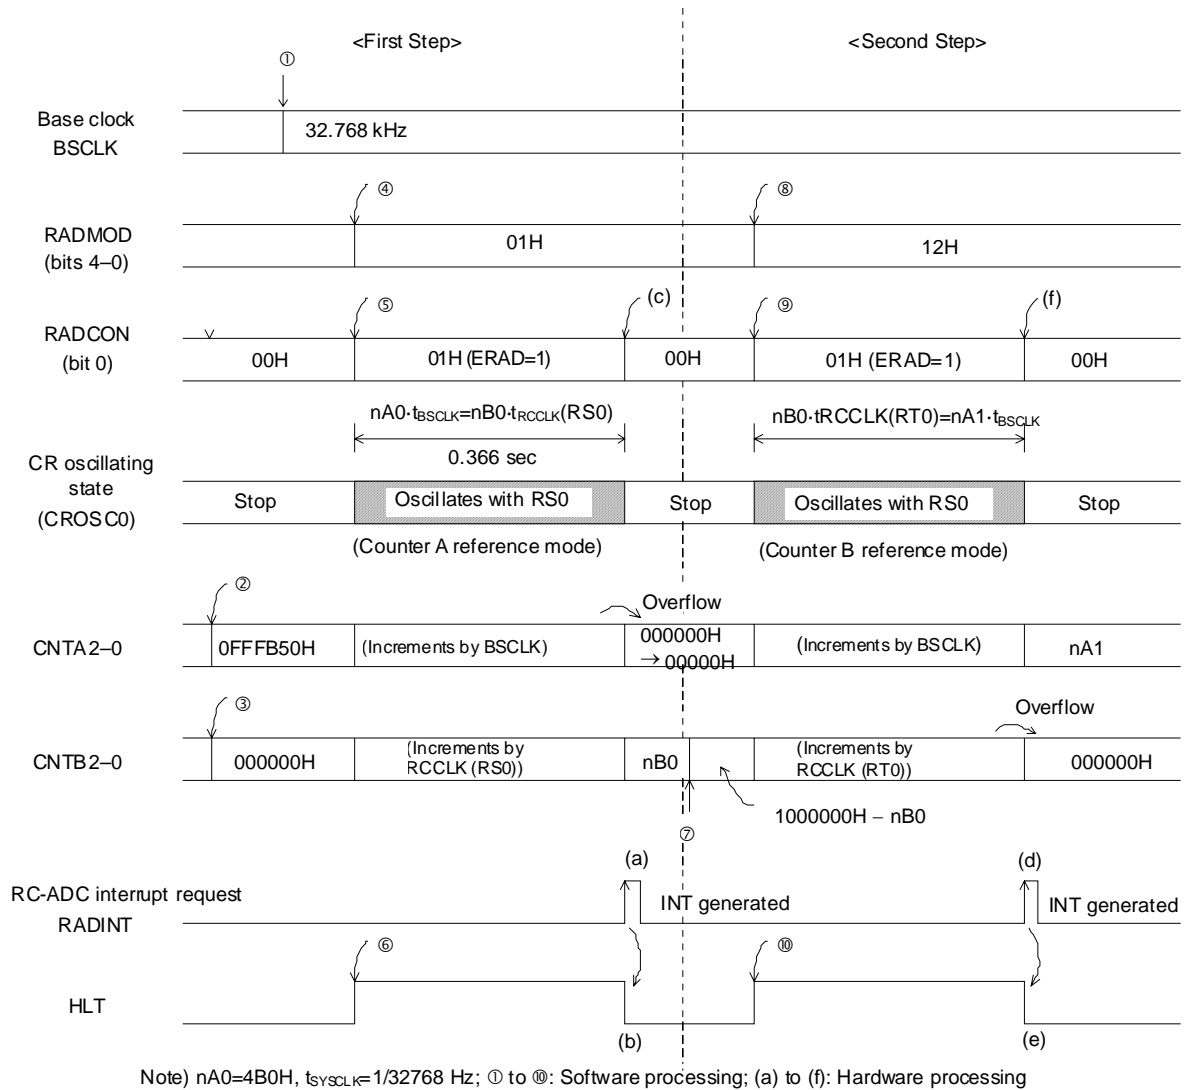 <First Step>
<Second Step>
①
Base clock
BSCLK
32.768 kHz
④
⑧
RADMOD
(bits 4–0)
01H
12H
⑤
(c)
⑨
(f)
RADCON
(bit 0)
00H
01H (ERAD=1)
00H
01H (ERAD=1)
00H
nA0·tBSCLK=nB0·tRCCLK(RS0)
nB0·tRCCLK(RT0)=nA1·tBSCLK
0.366 sec
CR oscillating
state
(CROSC0)
Stop
Oscillates with RS0
Stop
Oscillates with RS0
Stop
(Counter A reference mode)
(Counter B reference mode)
②
Overflow
CNTA2–0
0FFFB50H
(Increments by BSCLK)
000000H
→ 00000H
(Increments by BSCLK)
nA1
③
Overflow
CNTB2–0
000000H
(Increments by
RCCLK (RS0))
nB0
(Increments by
RCCLK (RT0))
000000H
1000000H – nB0
⑦
(a)
(d)
RC-ADC interrupt request
RADINT
INT generated
INT generated
⑥
⑩
HLT
(b)
(e)
Note) nA0=4B0H, tSYSCLK=1/32768 Hz; ① to ⑩: Software processing; (a) to (f): Hardware processing